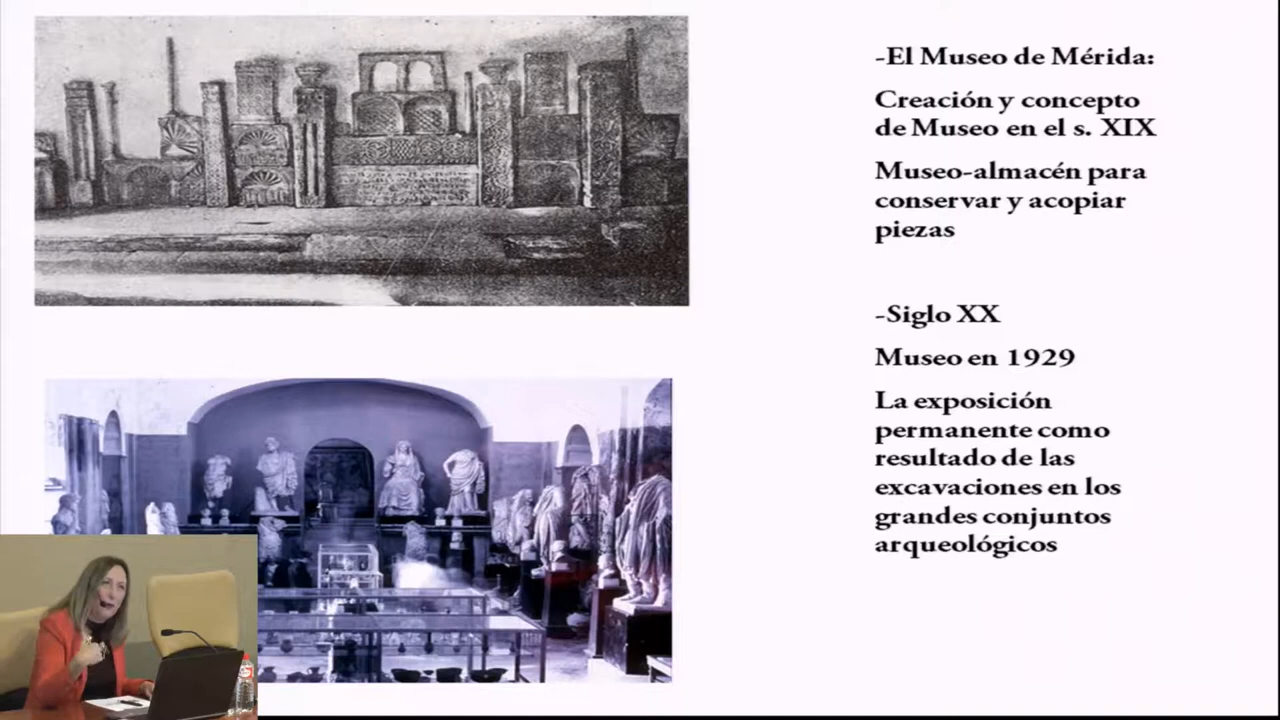 -El Museo de Mérida:
Creación y concepto
de Museo en el s. XIX
Museo-almacén para
conservar y acopiar
piezas
-Siglo XX
Museo en 1929
La exposición
permanente como
resultado de las
excavaciones en los
grandes conjuntos
arqueológicos